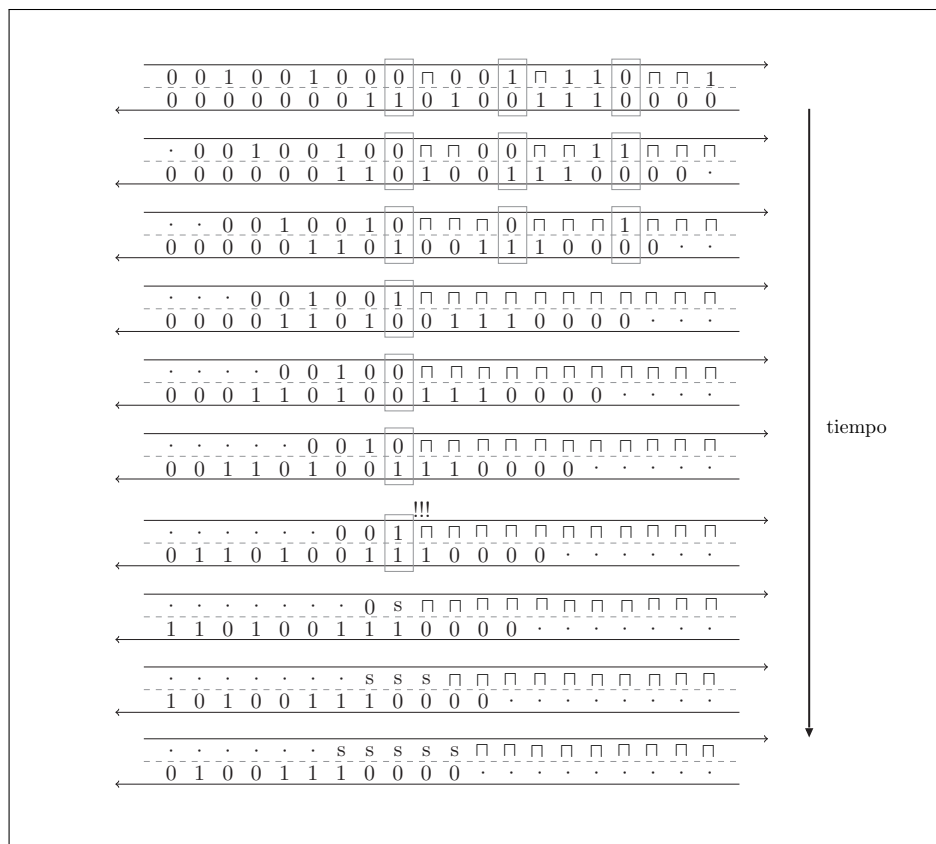 0 0 1 0 0 1 0 0 0 ⊓ 0 0 1 ⊓ 1 1 0 ⊓ ⊓ 1
0 0 0 0 0 0 0 1 1 0 1 0 0 1 1 1 0 0 0 0
· 0 0 1 0 0 1 0 0 ⊓ ⊓ 0 0 ⊓ ⊓ 1 1 ⊓ ⊓ ⊓
0 0 0 0 0 0 1 1 0 1 0 0 1 1 1 0 0 0 0 ·
· · 0 0 1 0 0 1 0 ⊓ ⊓ ⊓ 0 ⊓ ⊓ ⊓ 1 ⊓ ⊓ ⊓
0 0 0 0 0 1 1 0 1 0 0 1 1 1 0 0 0 0 · ·
· · · 0 0 1 0 0 1 ⊓ ⊓ ⊓ ⊓ ⊓ ⊓ ⊓ ⊓ ⊓ ⊓ ⊓
0 0 0 0 1 1 0 1 0 0 1 1 1 0 0 0 0 · · ·
· · · · 0 0 1 0 0 ⊓ ⊓ ⊓ ⊓ ⊓ ⊓ ⊓ ⊓ ⊓ ⊓ ⊓
0 0 0 1 1 0 1 0 0 1 1 1 0 0 0 0 · · · ·
tiempo
· · · · · 0 0 1 0 ⊓ ⊓ ⊓ ⊓ ⊓ ⊓ ⊓ ⊓ ⊓ ⊓ ⊓
0 0 1 1 0 1 0 0 1 1 1 0 0 0 0 · · · · ·
!!!
· · · · · · 0 0 1 ⊓ ⊓ ⊓ ⊓ ⊓ ⊓ ⊓ ⊓ ⊓ ⊓ ⊓
0 1 1 0 1 0 0 1 1 1 0 0 0 0 · · · · · ·
· · · · · · · 0 s ⊓ ⊓ ⊓ ⊓ ⊓ ⊓ ⊓ ⊓ ⊓ ⊓ ⊓
1 1 0 1 0 0 1 1 1 0 0 0 0 · · · · · · ·
· · · · · · · s s s ⊓ ⊓ ⊓ ⊓ ⊓ ⊓ ⊓ ⊓ ⊓ ⊓
1 0 1 0 0 1 1 1 0 0 0 0 · · · · · · · ·
· · · · · · s s s s s ⊓ ⊓ ⊓ ⊓ ⊓ ⊓ ⊓ ⊓ ⊓
0 1 0 0 1 1 1 0 0 0 0 · · · · · · · · ·